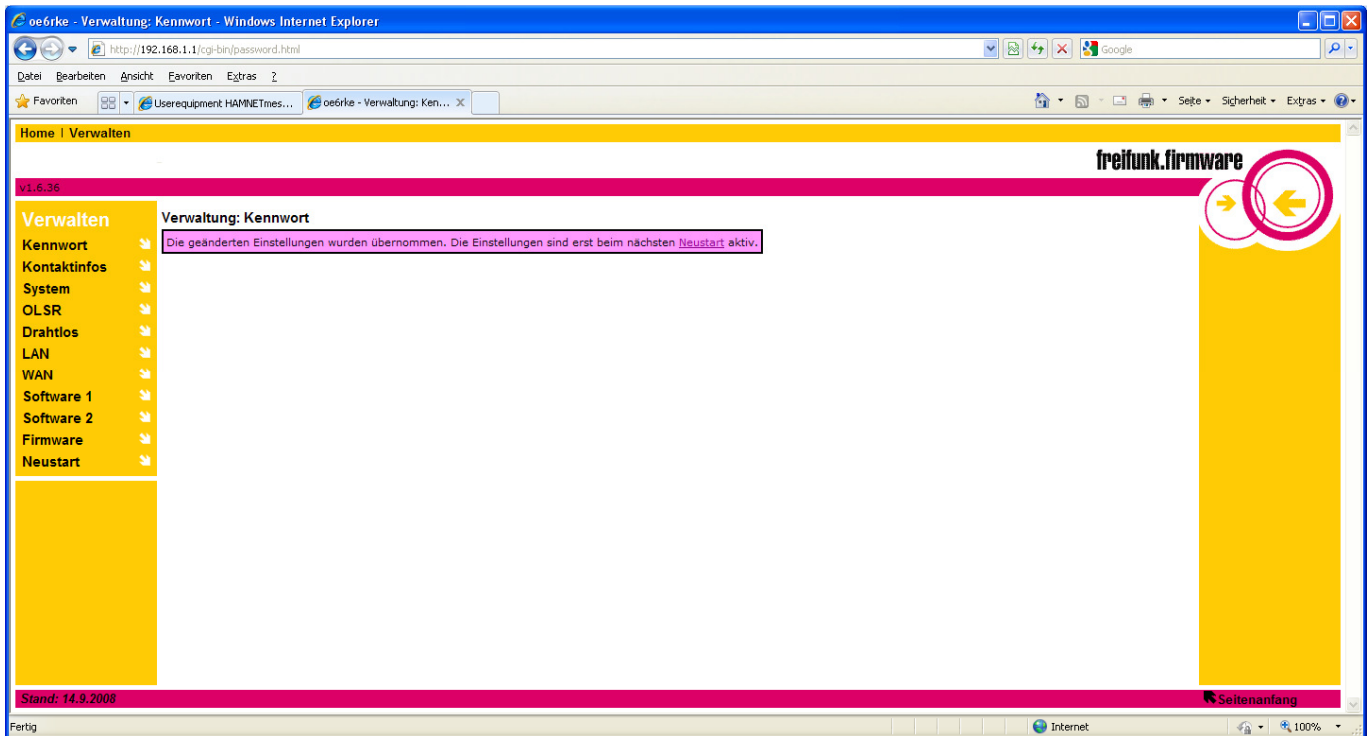 oe6rke - Verwaltung: Kennwort - Windows Internet Explorer
http://192.168.1.1/cgi-bin/password.html
Google
Datei Bearbeiten Ansicht Favoriten Extras ?
Favoriten Userequipment HAMNETmes... oe6rke - Verwaltung: Ken... X Seite Sicherheit Extras
Home | Verwalten
freifunk.firmware
v1.6.36
Verwalten
Kennwort
Kontaktinfos
System
OLSR
Drahtlos
LAN
WAN
Software 1
Software 2
Firmware
Neustart
Verwaltung: Kennwort
Die geänderten Einstellungen wurden übernommen. Die Einstellungen sind erst beim nächsten Neustart aktiv.
Stand: 14.9.2008
Seitenanfang
Fertig
Internet
100%